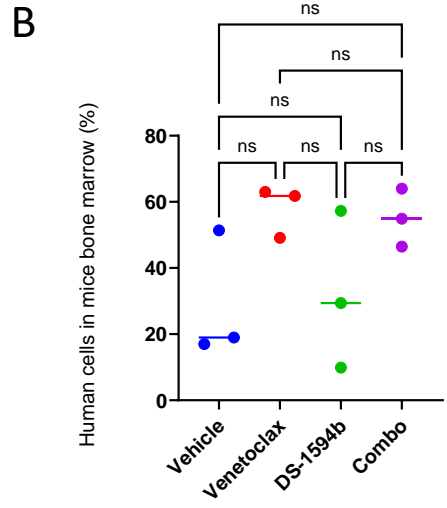 B
ns
ns
ns
ns ns ns
Human cells in mice bone marrow (%)
80
60
40
20
0
Vehicle
Venetoclax
DS-1594b
Combo